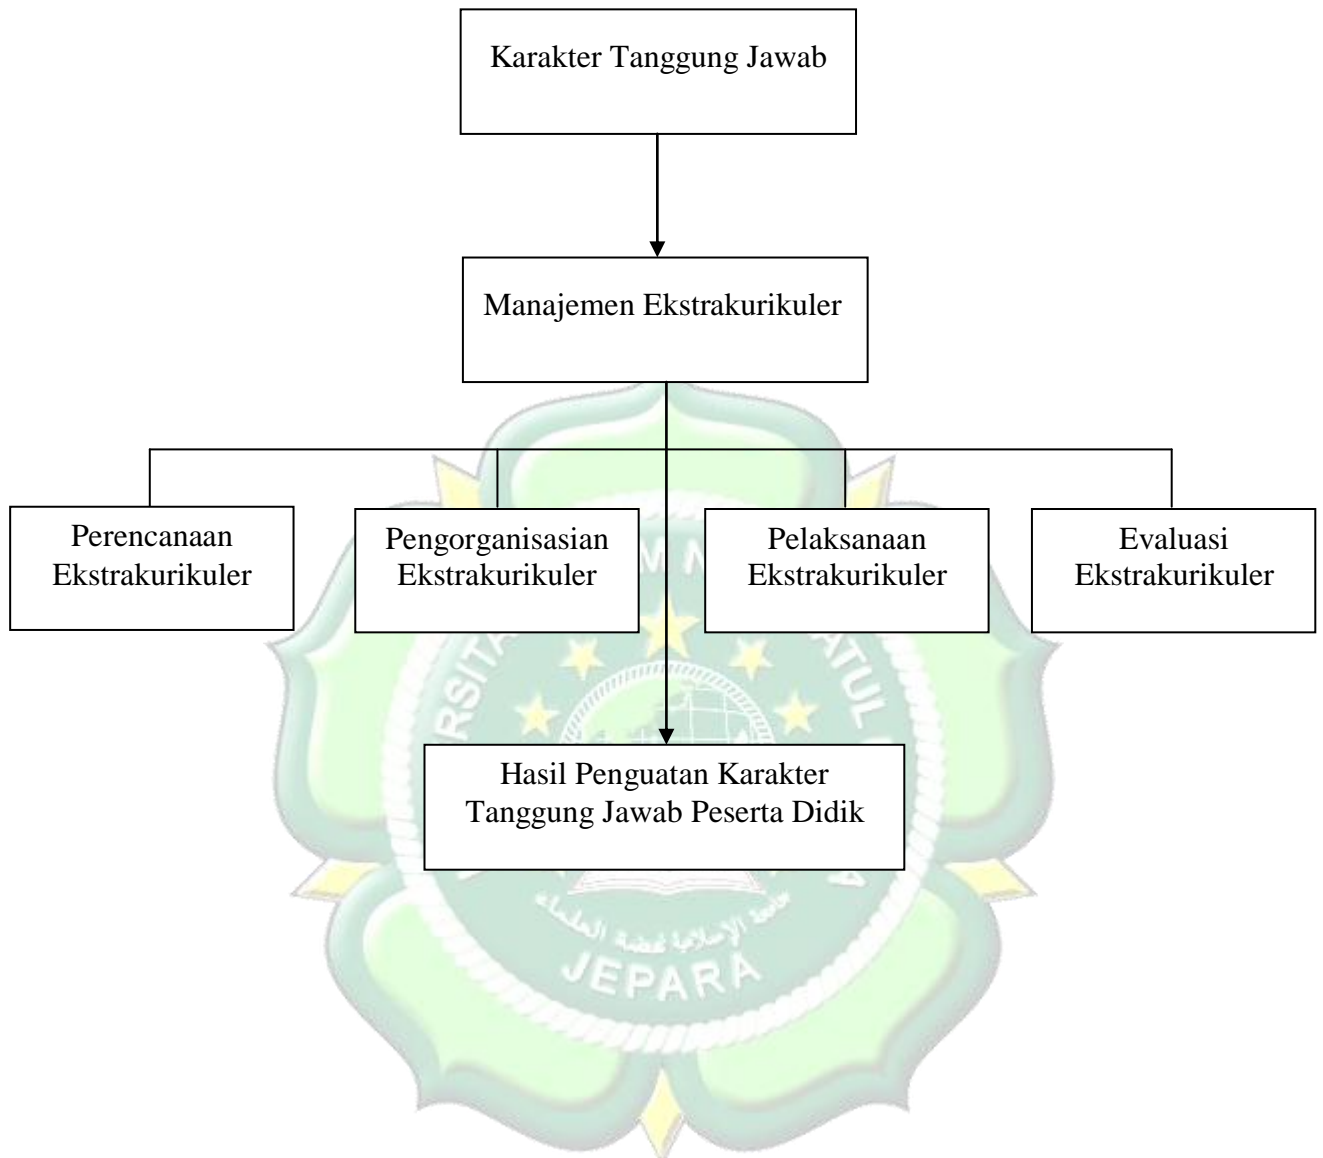 Karakter Tanggung Jawab
Manajemen Ekstrakurikuler
Perencanaan
Ekstrakurikuler
Pengorganisasian
Ekstrakurikuler
Pelaksanaan
Ekstrakurikuler
Evaluasi
Ekstrakurikuler
Hasil Penguatan Karakter
Tanggung Jawab Peserta Didik
JEPARA